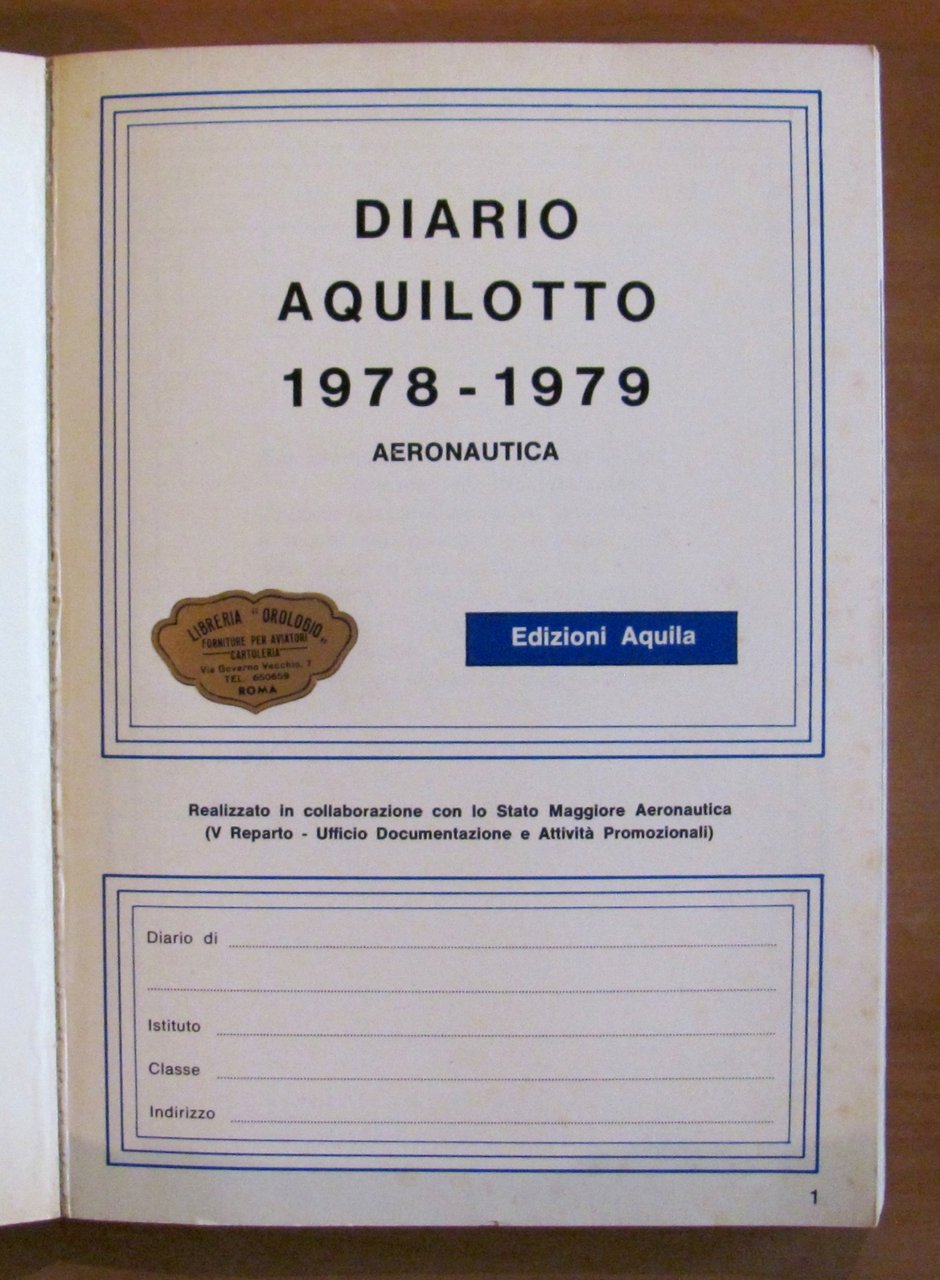 DIARIO
AQUILOTTO
1978 - 1979
AERONAUTICA
LIBRERIA "OROLOGIO"
FORNITURE PER AVIATORI
CARTOLERIA
Via Governo Vecchio, 7
TEL. 650659
ROMA
Edizioni Aquila
Realizzato in collaborazione con lo Stato Maggiore Aeronautica
(V Reparto - Ufficio Documentazione e Attività Promozionali)
Diario di
Istituto
Classe
Indirizzo
1